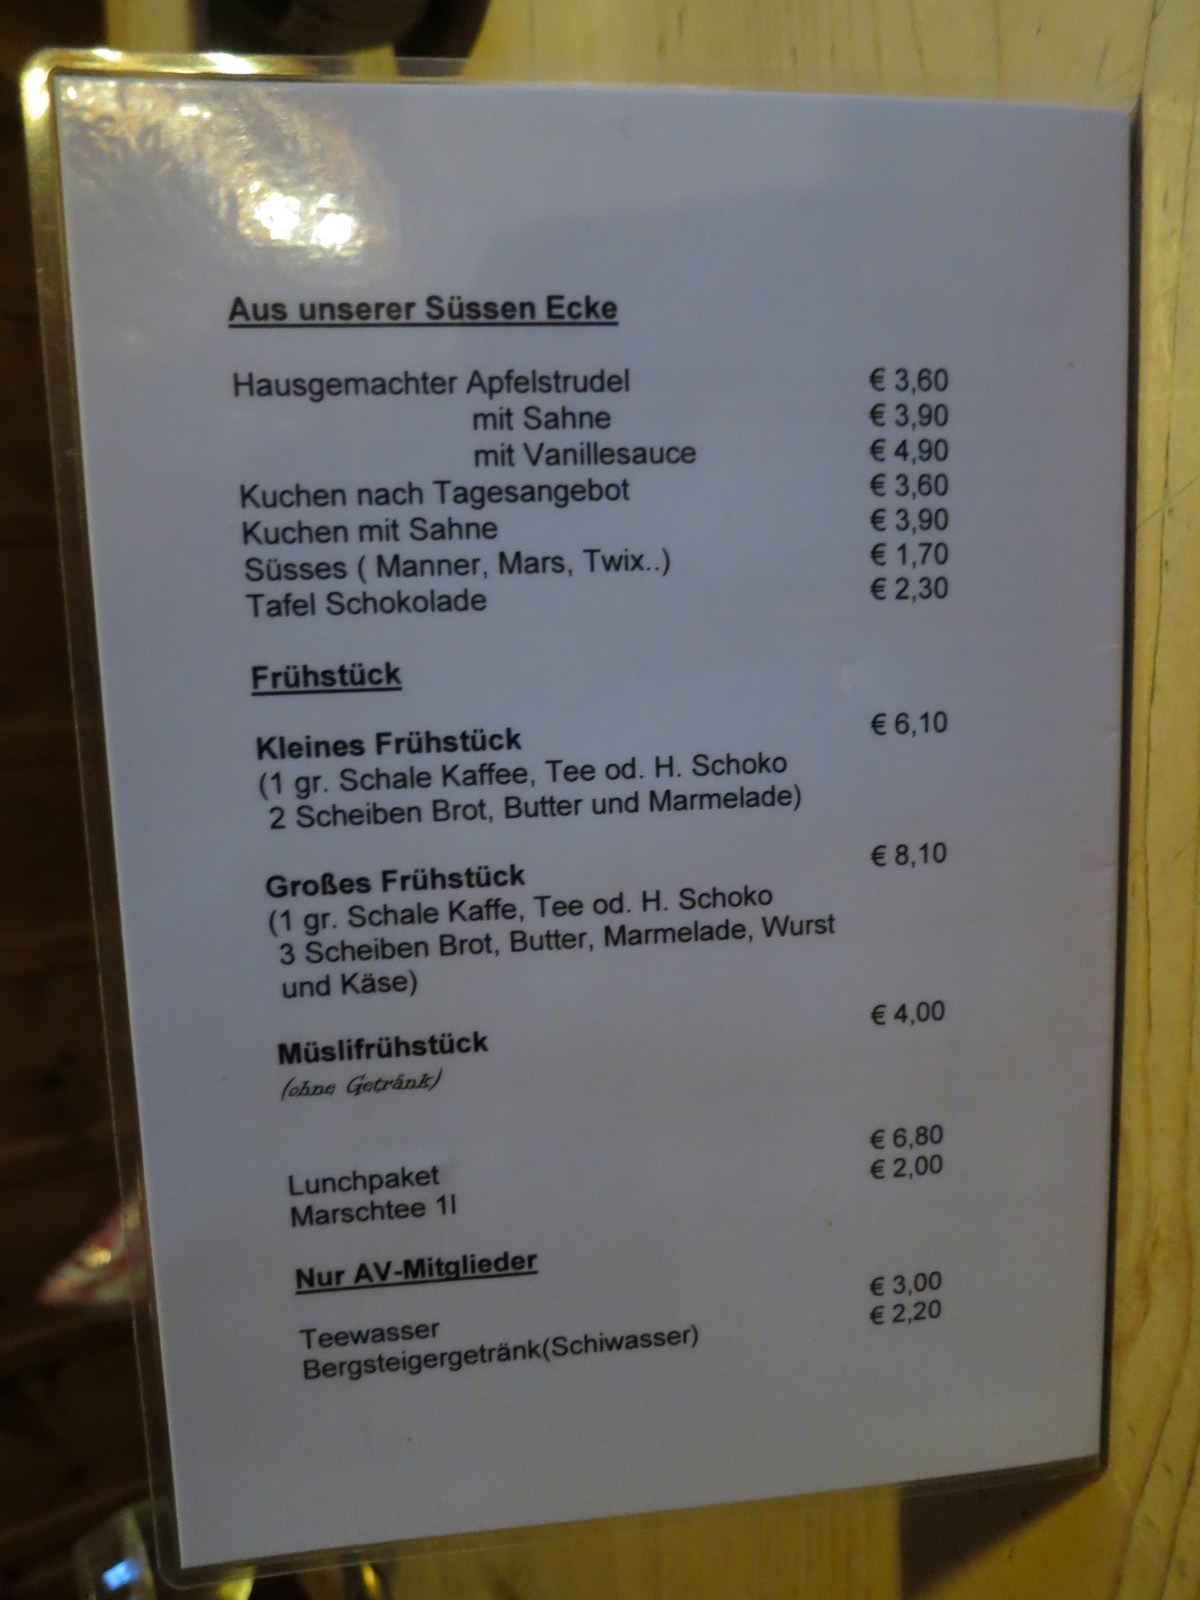 Aus unserer Süssen Ecke
Hausgemachter Apfelstrudel € 3,60
mit Sahne € 3,90
mit Vanillesauce € 4,90
Kuchen nach Tagesangebot € 3,60
Kuchen mit Sahne € 3,90
Süsses ( Manner, Mars, Twix..) € 1,70
Tafel Schokolade € 2,30
Frühstück
Kleines Frühstück € 6,10
(1 gr. Schale Kaffee, Tee od. H. Schoko
2 Scheiben Brot, Butter und Marmelade)
Großes Frühstück € 8,10
(1 gr. Schale Kaffe, Tee od. H. Schoko
3 Scheiben Brot, Butter, Marmelade, Wurst
und Käse)
Müslifrühstück € 4,00
(ohne Getränk)
Lunchpaket € 6,80
Marschtee 1l € 2,00
Nur AV-Mitglieder
Teewasser € 3,00
Bergsteigergetränk(Schiwasser) € 2,20